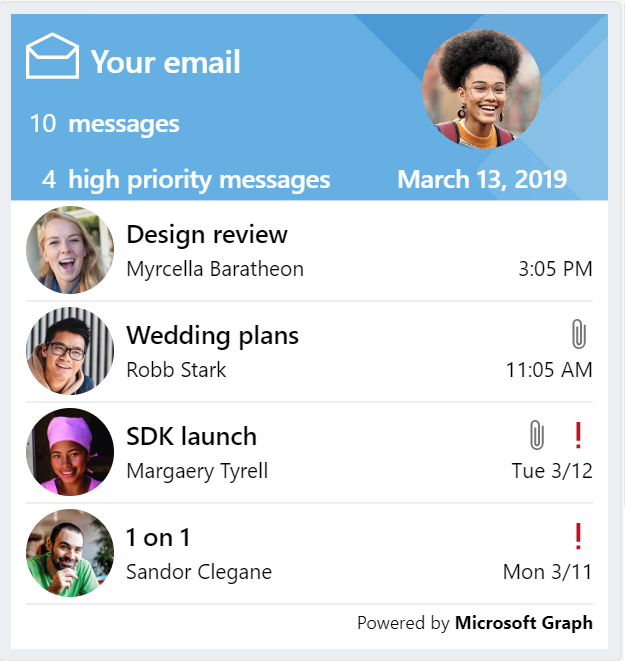 Your email
10 messages
4 high priority messages
March 13, 2019
Design review
Myrcella Baratheon
3:05 PM
Wedding plans
Robb Stark
11:05 AM
SDK launch
!
Margaery Tyrell
Tue 3/12
1 on 1
!
Sandor Clegane
Mon 3/11
Powered by Microsoft Graph